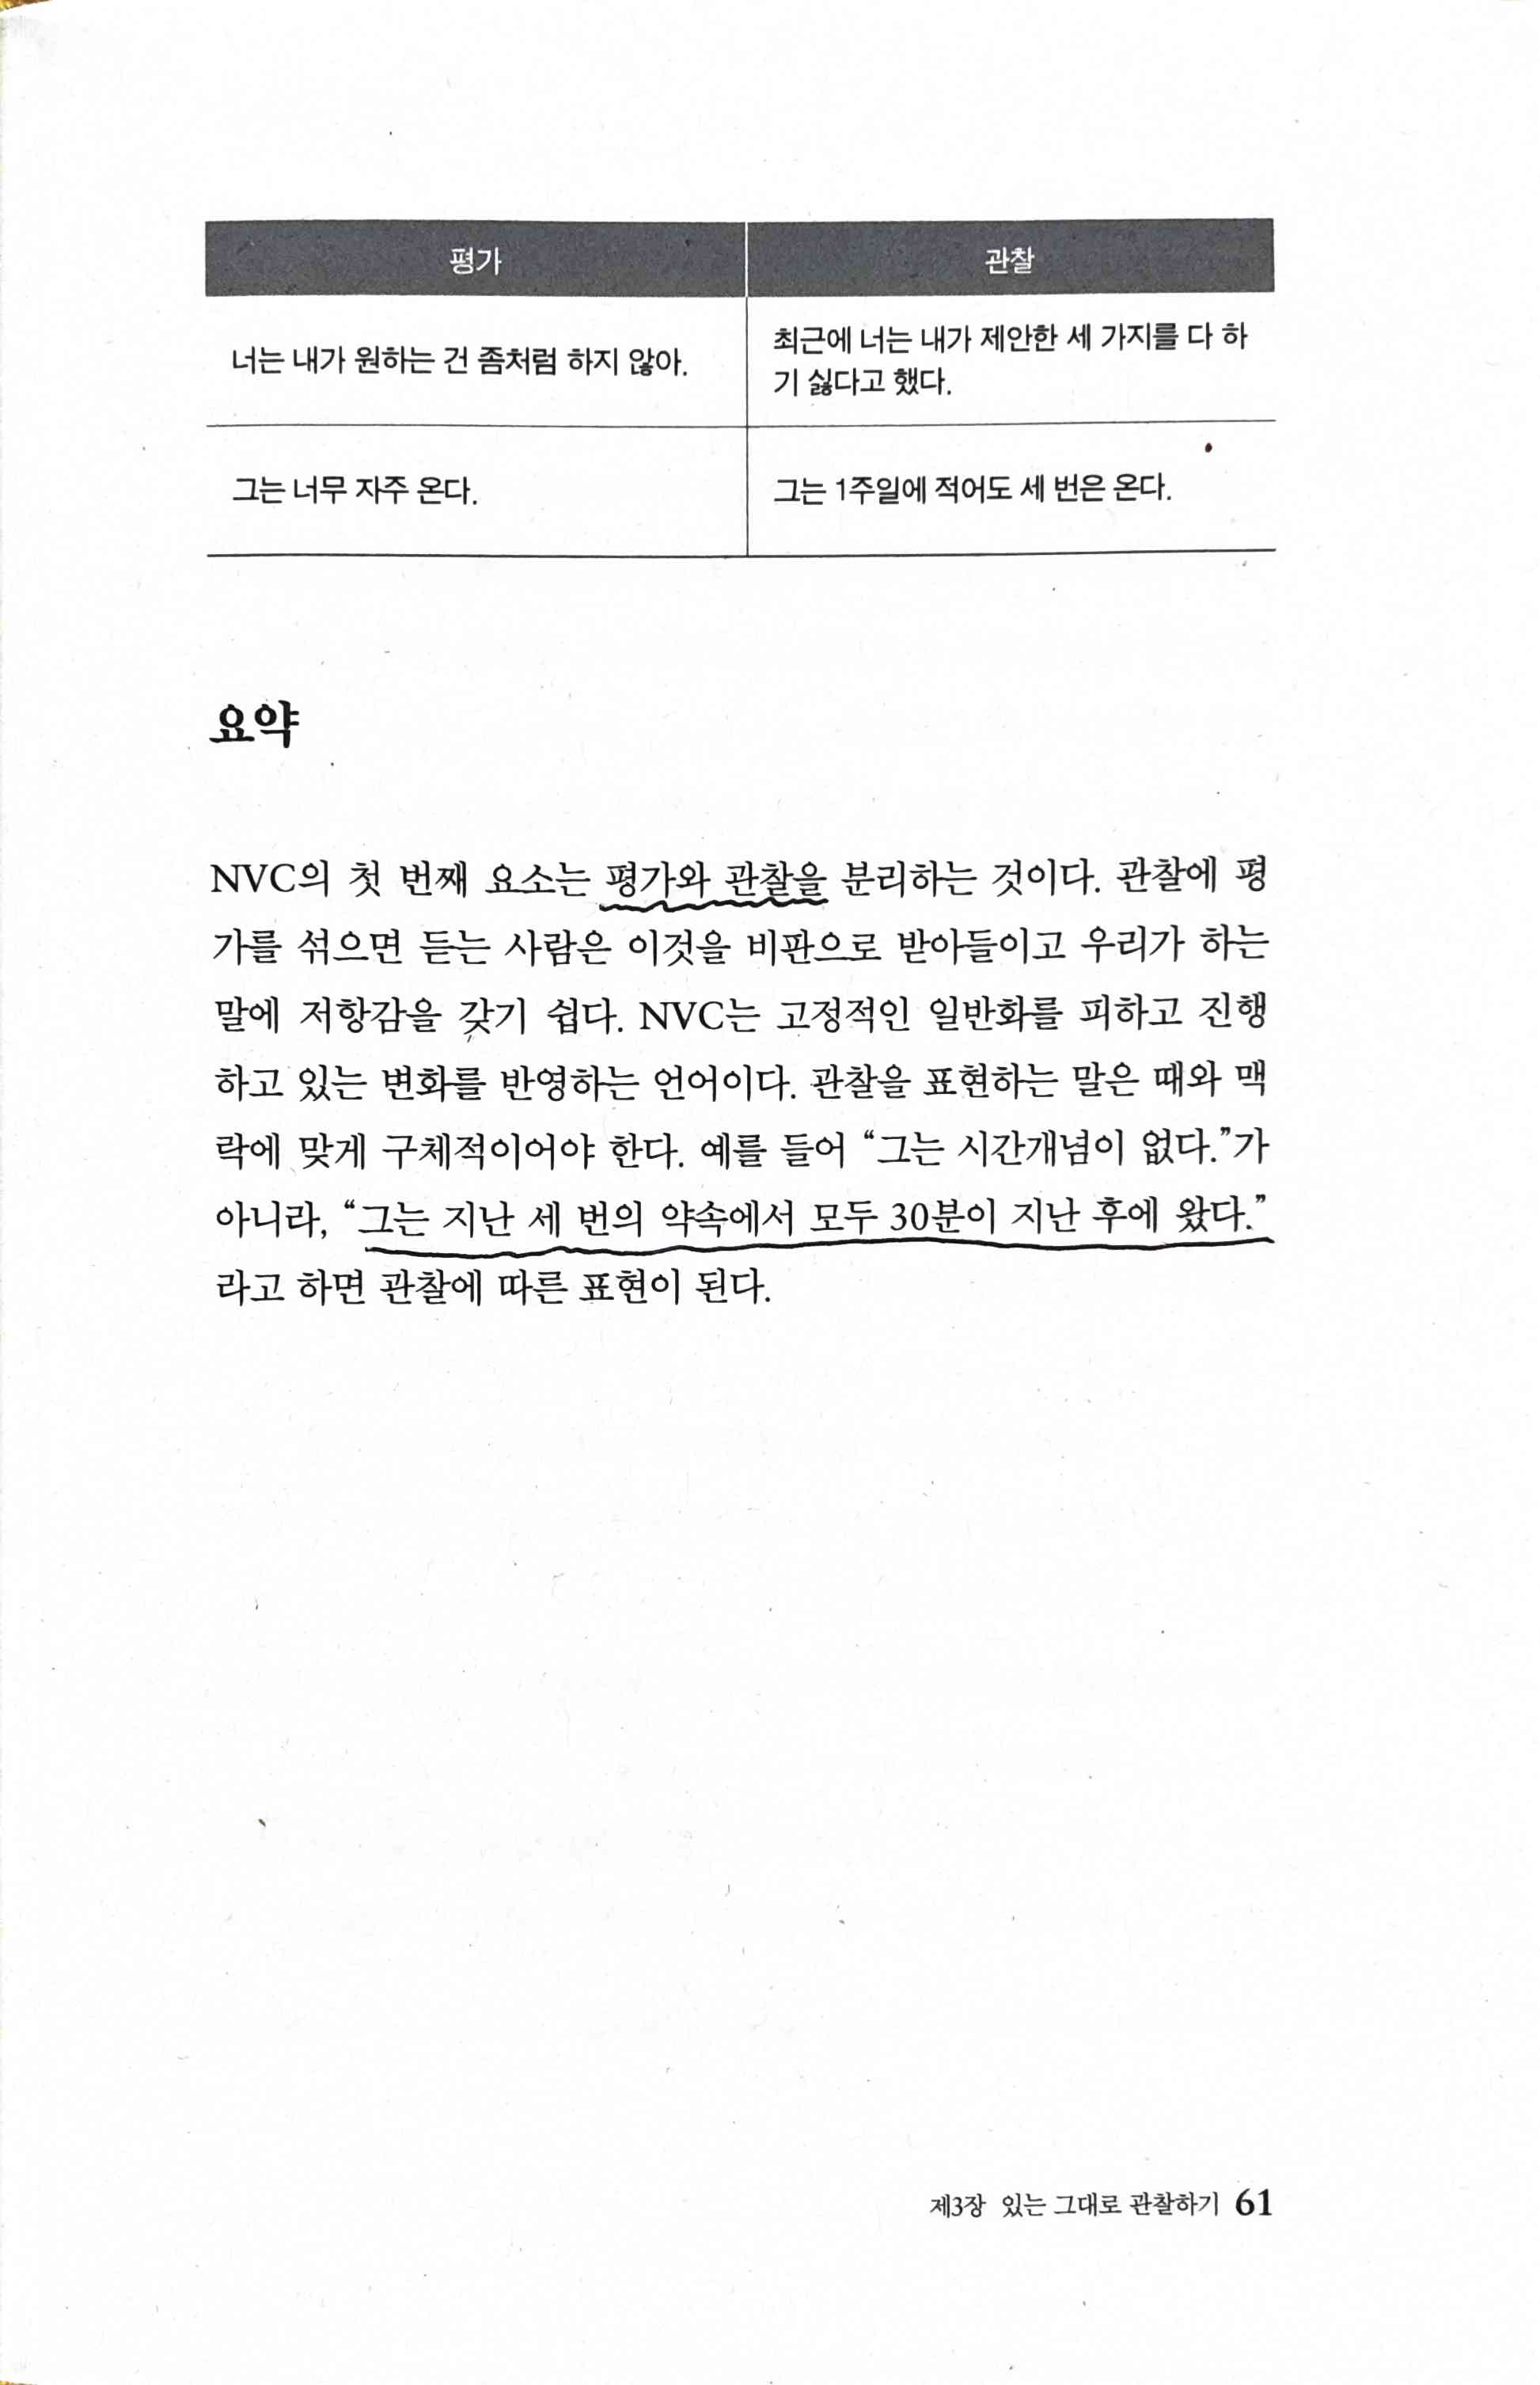 평가 관찰
너는 내가 원하는 건 좀처럼 하지 않아. 최근에 너는 내가 제안한 세 가지를 다 하
기 싫다고 했다.
그는 너무 자주 온다. 그는 1주일에 적어도 세 번은 온다.
요약
NVC의 첫 번째 요소는 평가와 관찰을 분리하는 것이다. 관찰에 평
가를 섞으면 듣는 사람은 이것을 비판으로 받아들이고 우리가 하는
말에 저항감을 갖기 쉽다. NVC는 고정적인 일반화를 피하고 진행
하고 있는 변화를 반영하는 언어이다. 관찰을 표현하는 말은 때와 맥
락에 맞게 구체적이어야 한다. 예를 들어 “그는 시간개념이 없다.”가
아니라, “그는 지난 세 번의 약속에서 모두 30분이 지난 후에 왔다.”
라고 하면 관찰에 따른 표현이 된다.
제3장 있는 그대로 관찰하기 61